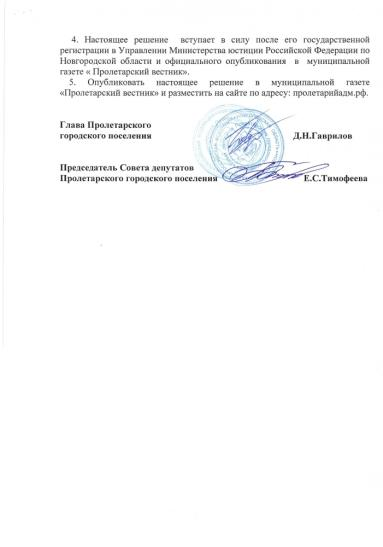 4. Настоящее решение вступает в силу после его государственной
регистрации в Управлении Министерства юстиции Российской Федерации по
Новгородской области и официального опубликования в муниципальной
газете « Пролетарский вестник».
5. Опубликовать настоящее решение в муниципальной газете
«Пролетарский вестник» и разместить на сайте по адресу: пролетарийадм.рф.
Глава Пролетарского
городского поселения Д.Н.Гаврилов
Председатель Совета депутатов
Пролетарского городского поселения Е.С.Тимофеева